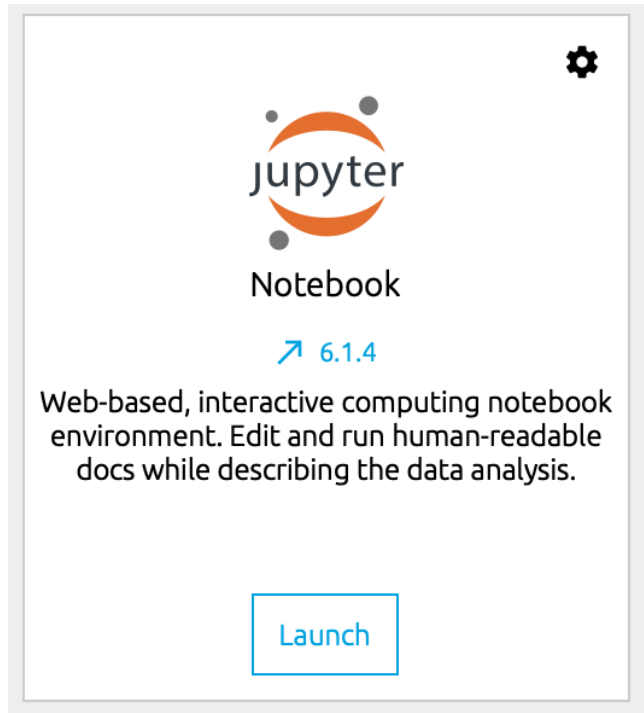 jupyter
Notebook
6.1.4
Web-based, interactive computing notebook
environment. Edit and run human-readable
docs while describing the data analysis.
Launch